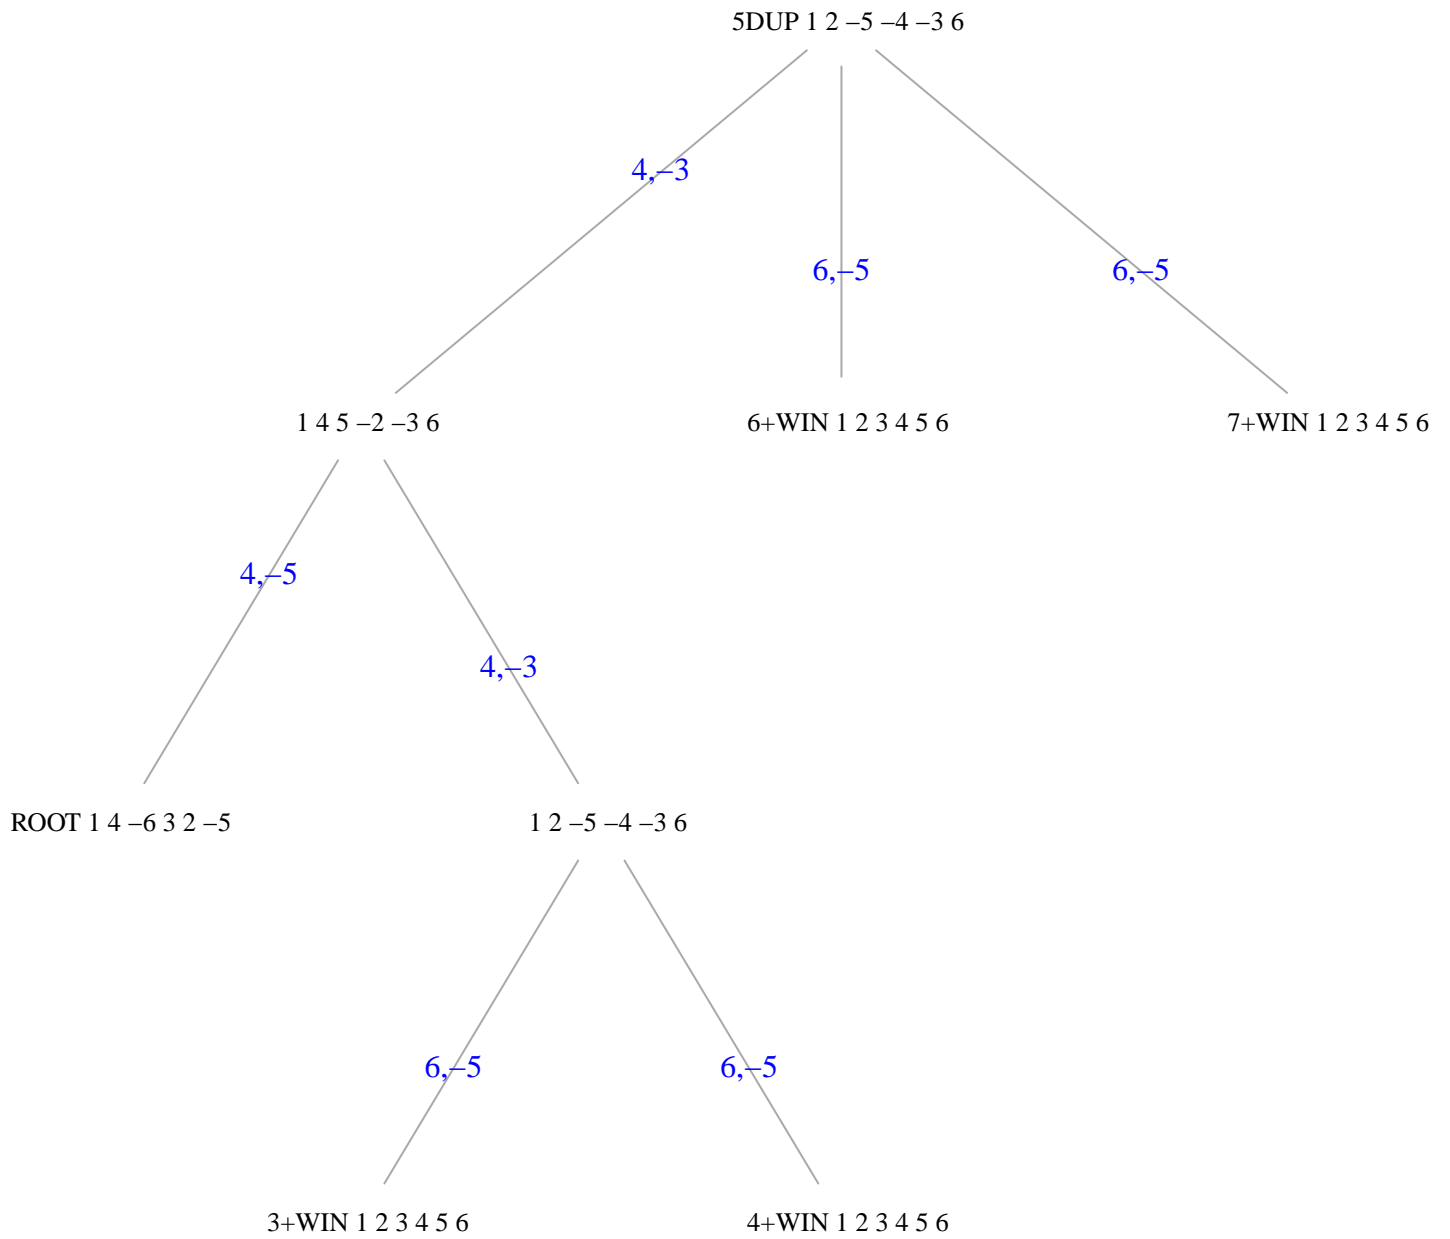 5DUP 1 2 –5 –4 –3 6
4,–3
6,–5
6,–5
1 4 5 –2 –3 6
6+WIN 1 2 3 4 5 6
7+WIN 1 2 3 4 5 6
4,–5
4,–3
ROOT 1 4 –6 3 2 –5
1 2 –5 –4 –3 6
6,–5
6,–5
3+WIN 1 2 3 4 5 6
4+WIN 1 2 3 4 5 6